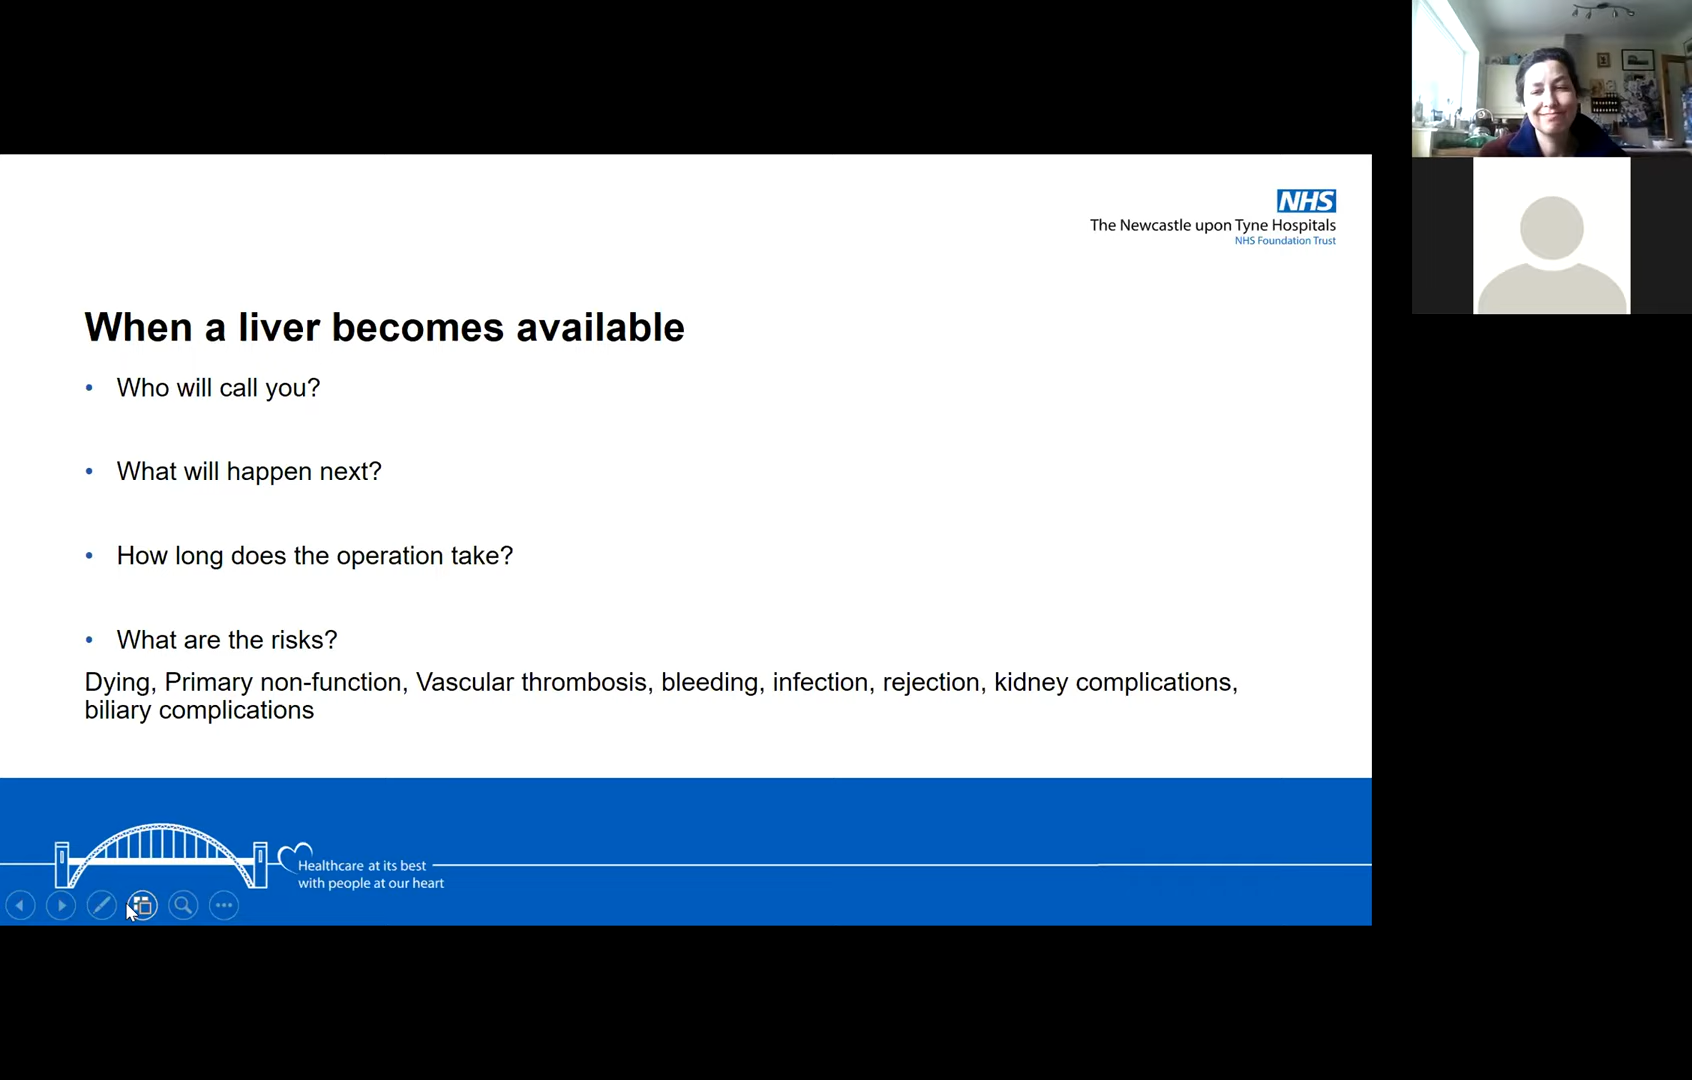 NHS
The Newcastle upon Tyne Hospitals
NHS Foundation Trust
When a liver becomes available
• Who will call you?
• What will happen next?
• How long does the operation take?
• What are the risks?
Dying, Primary non-function, Vascular thrombosis, bleeding, infection, rejection, kidney complications,
biliary complications
Healthcare at its best
with people at our heart